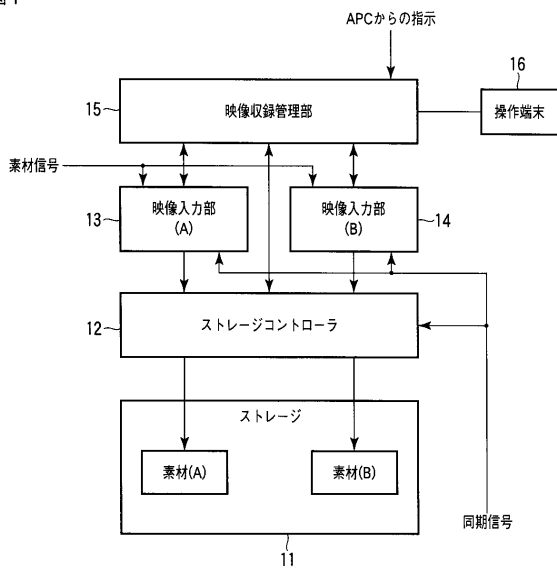 APCからの指示
16
15
映像収録管理部
操作端末
素材信号
13
映像入力部
(A)
映像入力部
(B)
14
12
ストレージコントローラ
ストレージ
素材(A)
素材(B)
同期信号
11